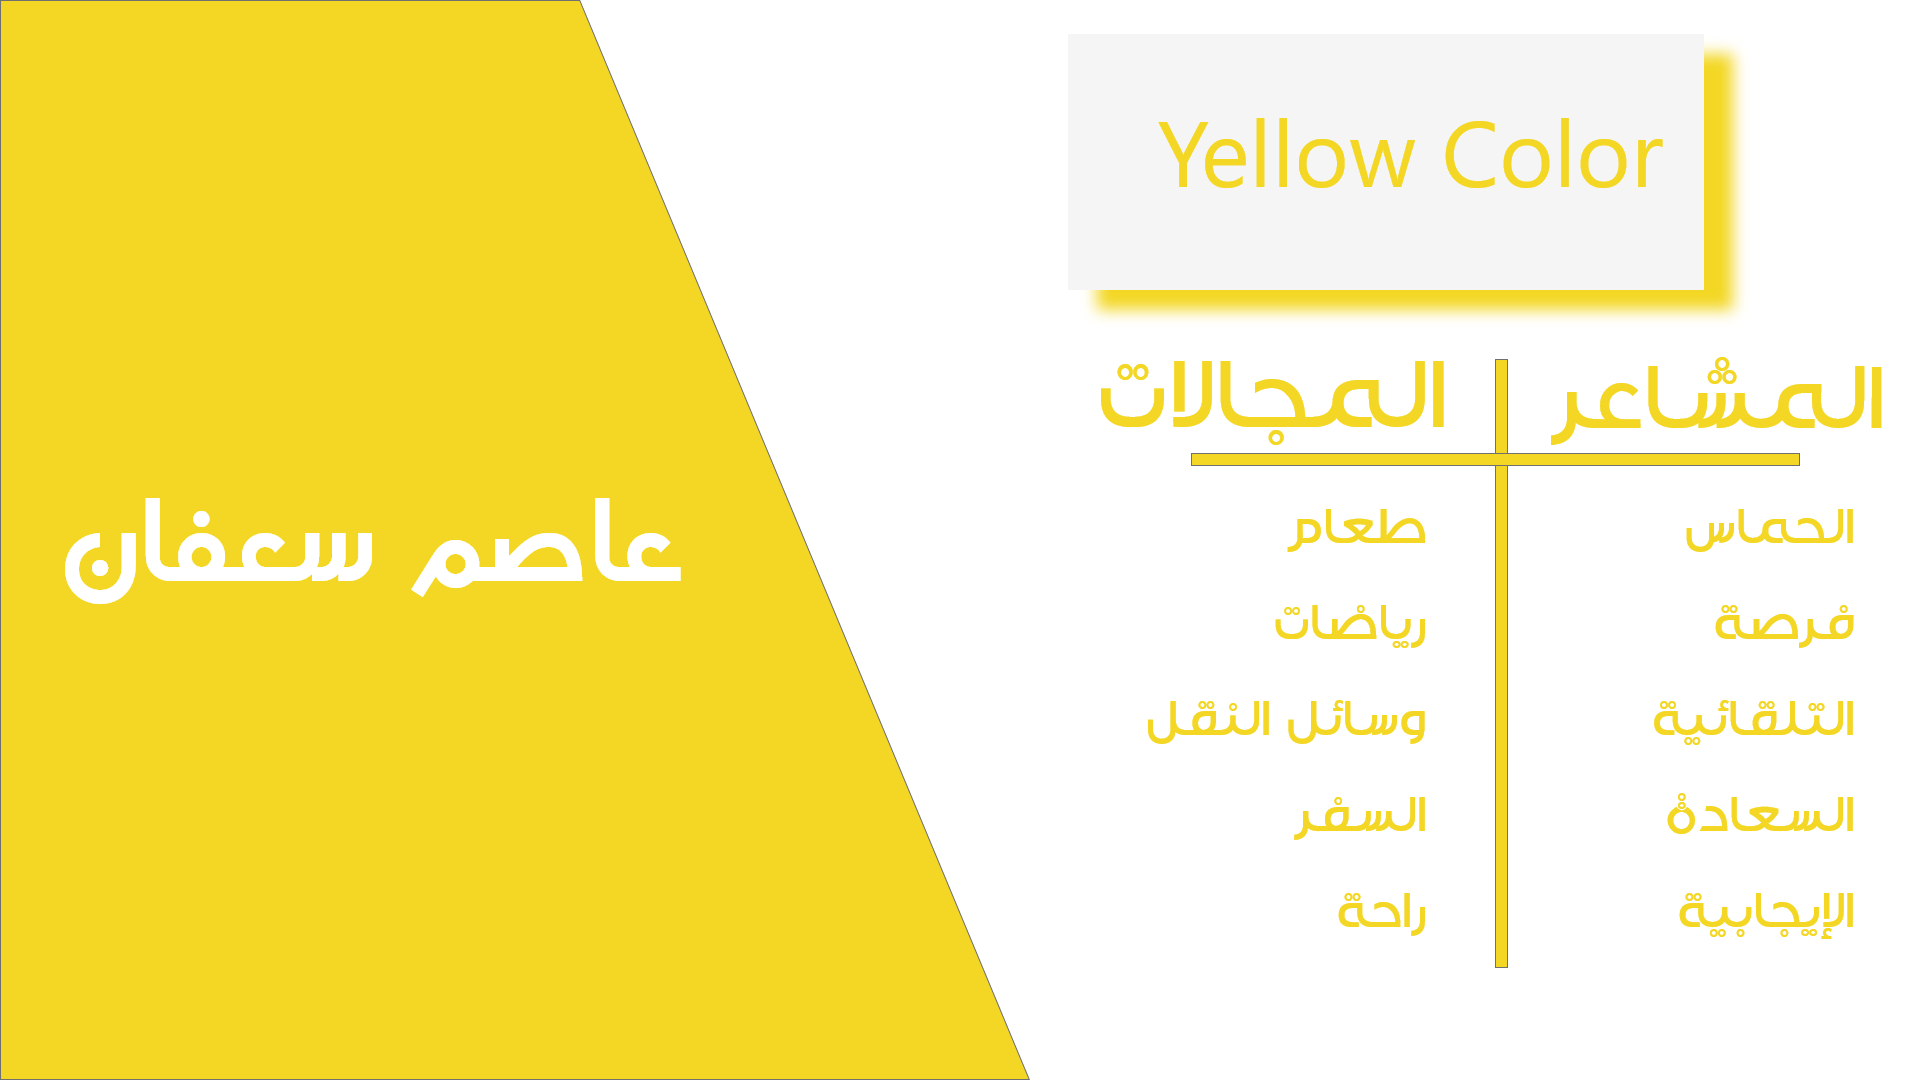 Yellow Color
المشاعر
المجالات
الحماس
طعام
فرصة
رياضات
التلقائية
وسائل النقل
السعادة
السفر
الإيجابية
راحة
عاصم سعفان